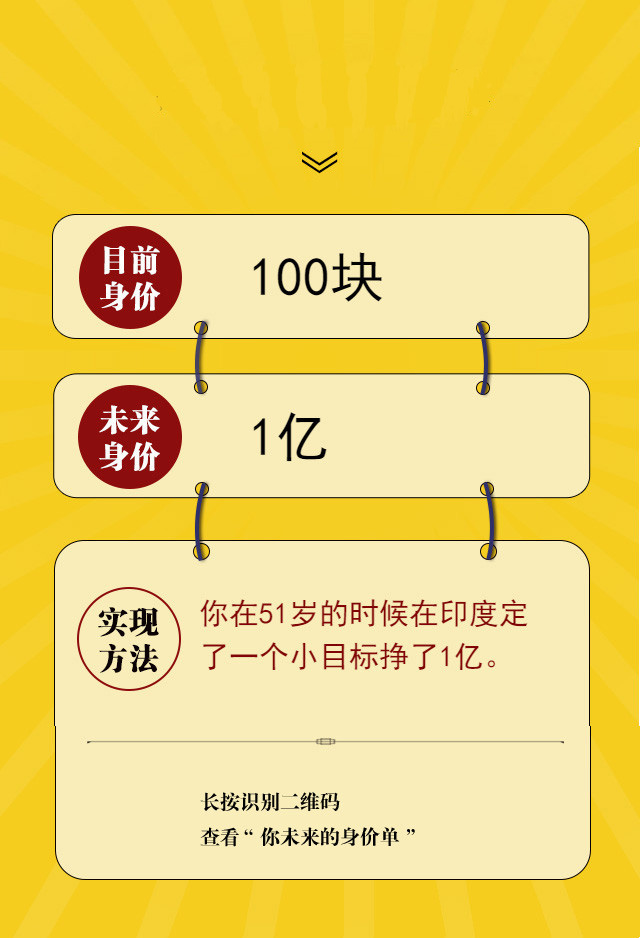 目前
身价
100块
未来
身价
1亿
实现
方法
你在51岁的时候在印度定
了一个小目标挣了1亿。
长按识别二维码
查看“你未来的身价单”